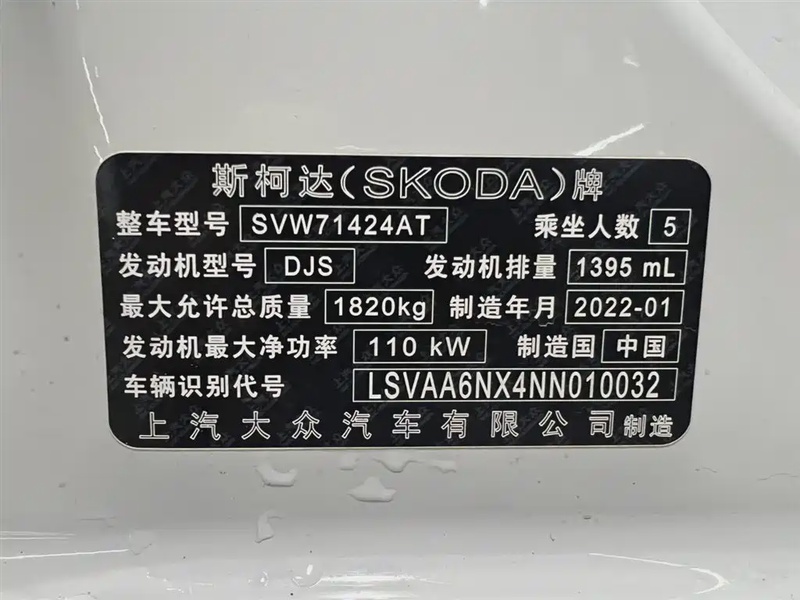 斯柯达(SKODA)牌
整车型号 SVW71424AT 乘坐人数 5
发动机型号 DJS 发动机排量 1395 mL
最大允许总质量 1820kg 制造年月 2022-01
发动机最大净功率 110 kW 制造国 中国
车辆识别代号 LSVAA6NX4NN010032
上汽大众汽车有限公司制造